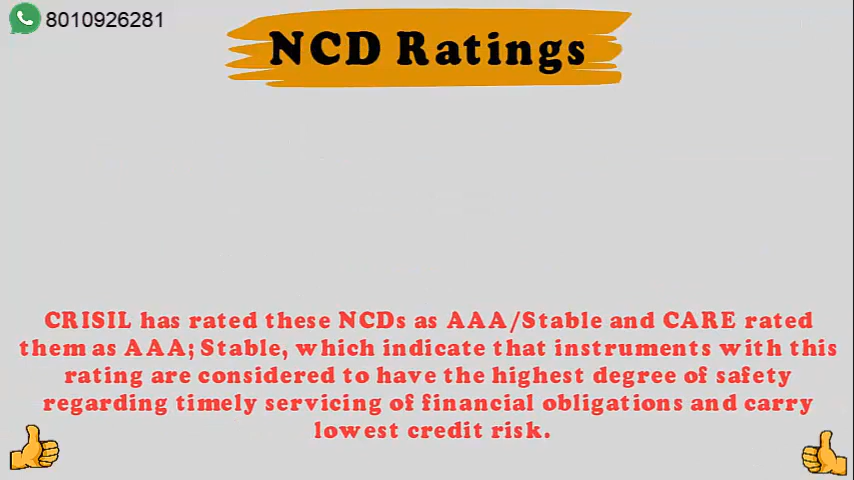 8010926281
NCD Ratings
CRISIL has rated these NCDs as AAA/Stable and CARE rated
them as AAA; Stable, which indicate that instruments with this
rating are considered to have the highest degree of safety
regarding timely servicing of financial obligations and carry
lowest credit risk.